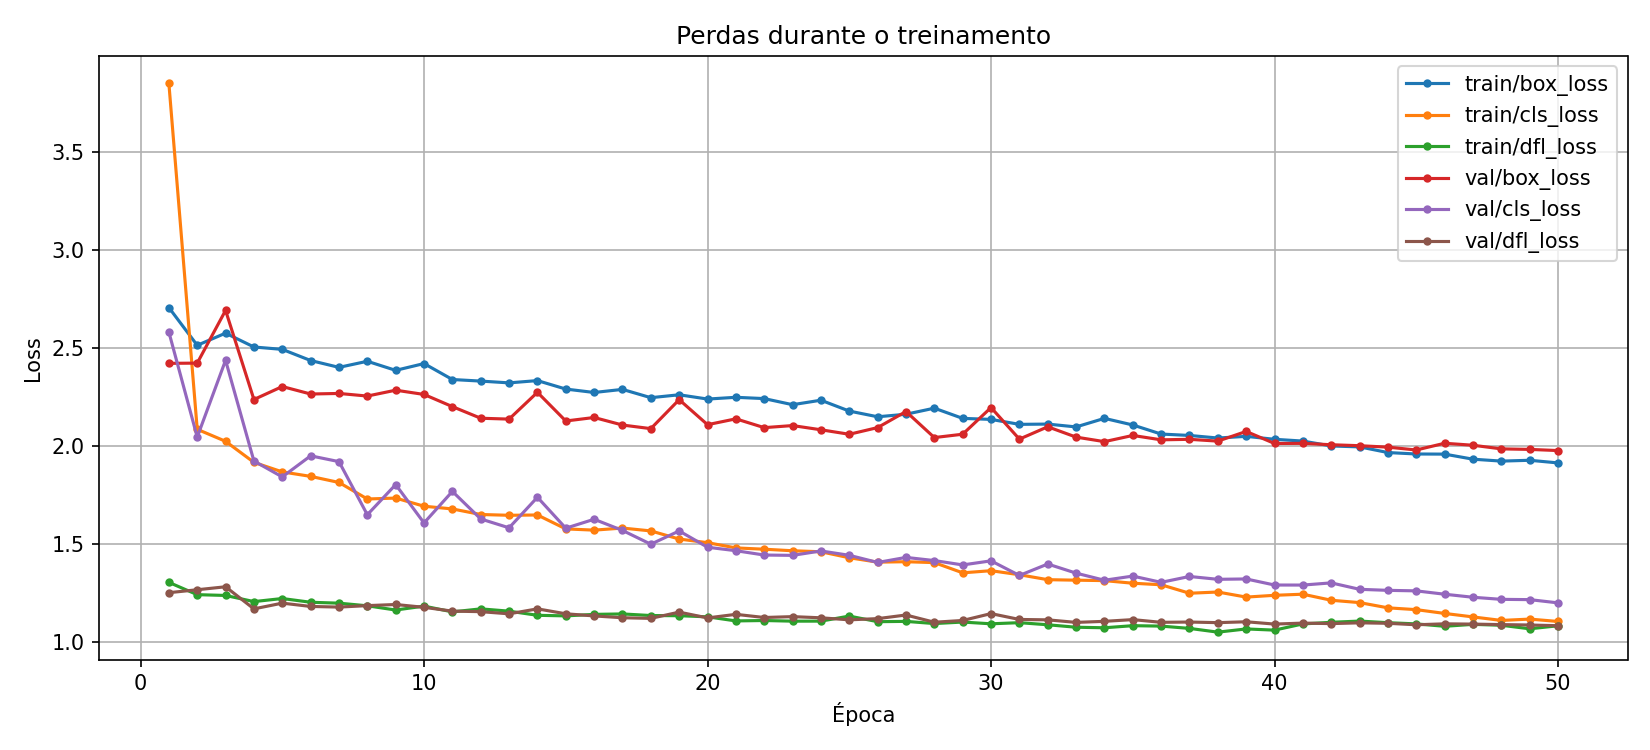 Perdas durante o treinamento
train/box_loss
train/cls_loss
train/dfl_loss
val/box_loss
val/cls_loss
val/dfl_loss
3.5
3.0
2.5
2.0
1.5
1.0
Loss
0 10 20 30 40 50
Época